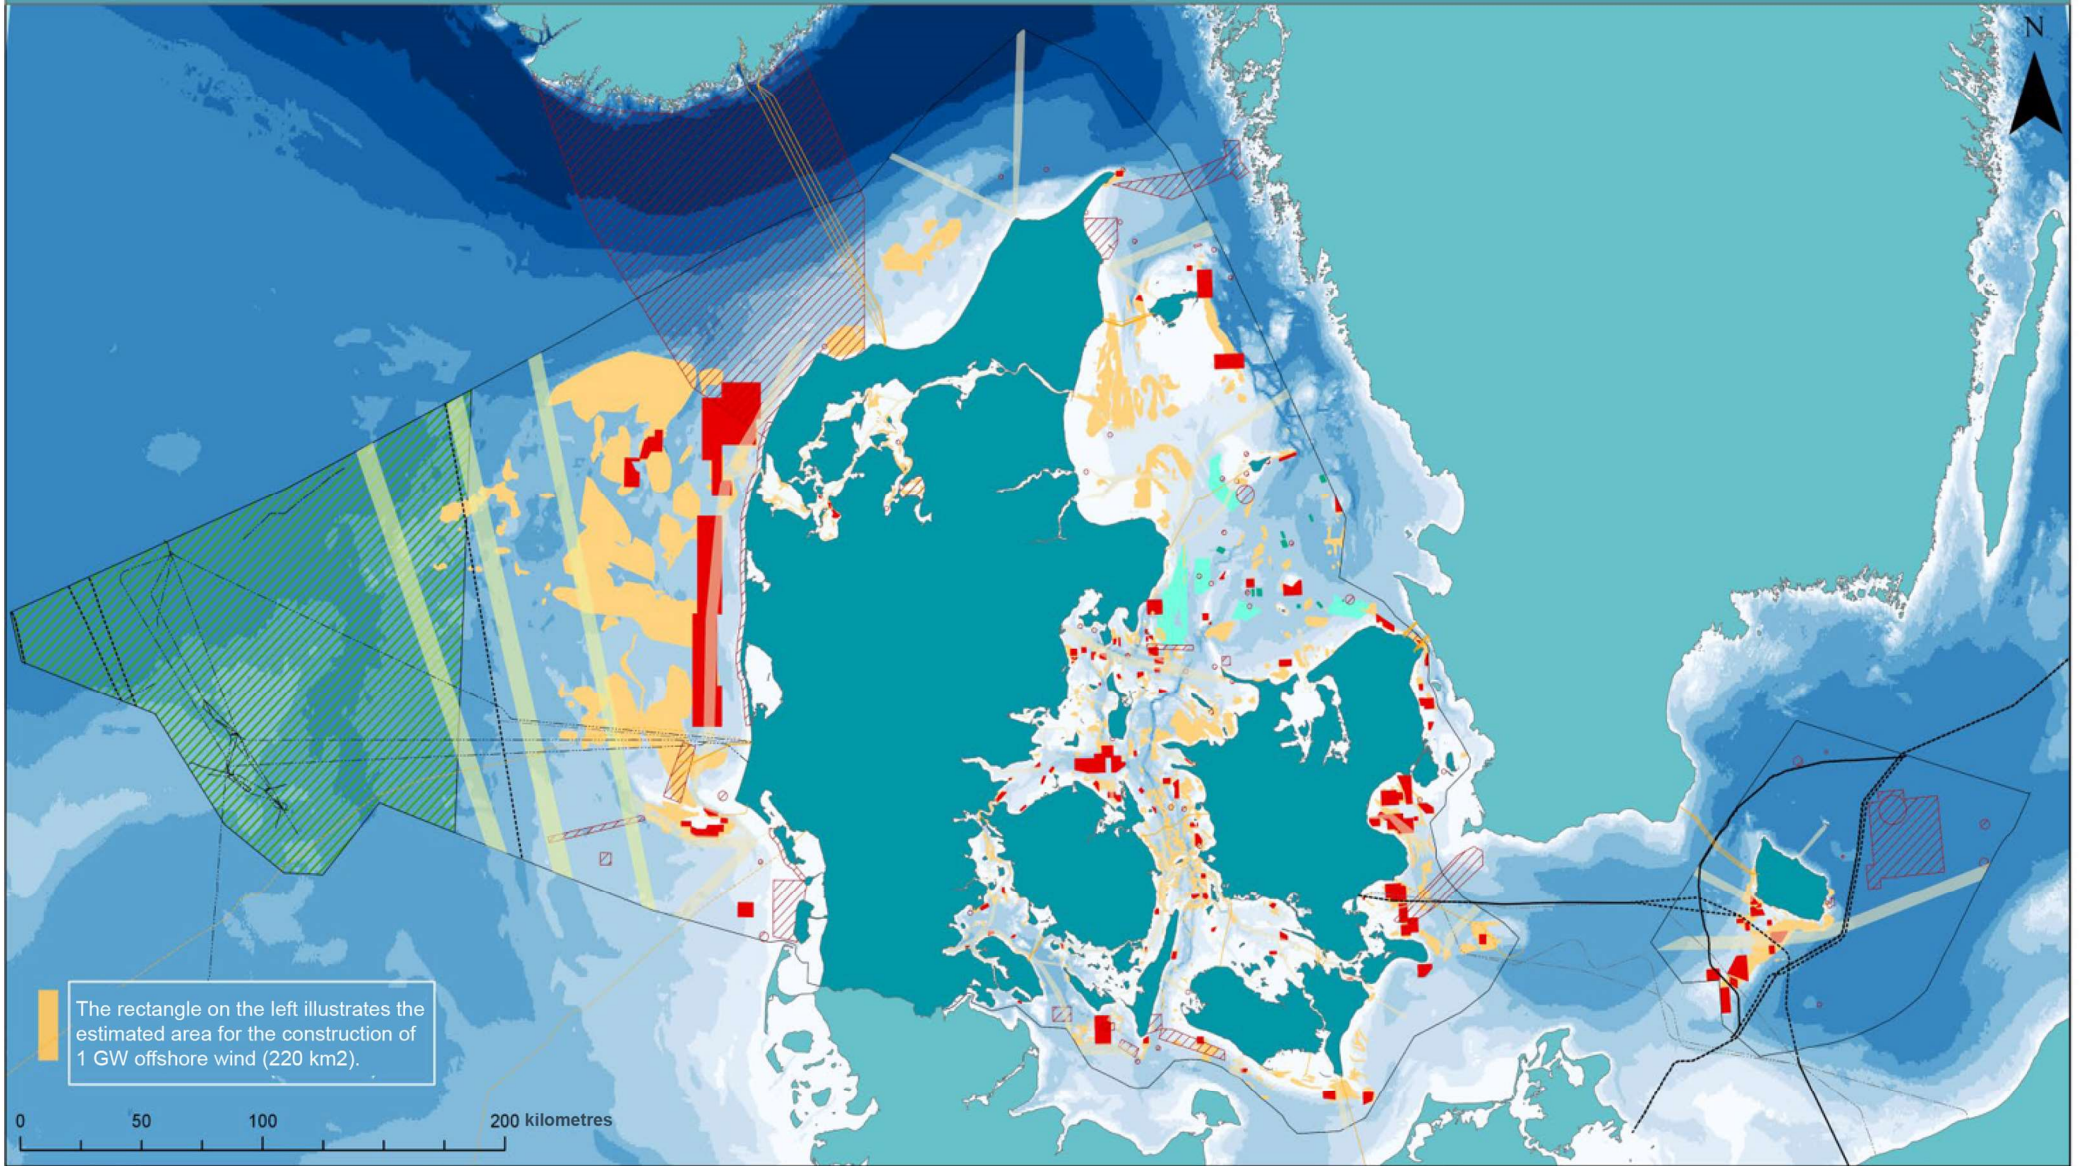 N
The rectangle on the left illustrates the
estimated area for the construction of
1 GW offshore wind (220 km2).
0 50 100 200 kilometres